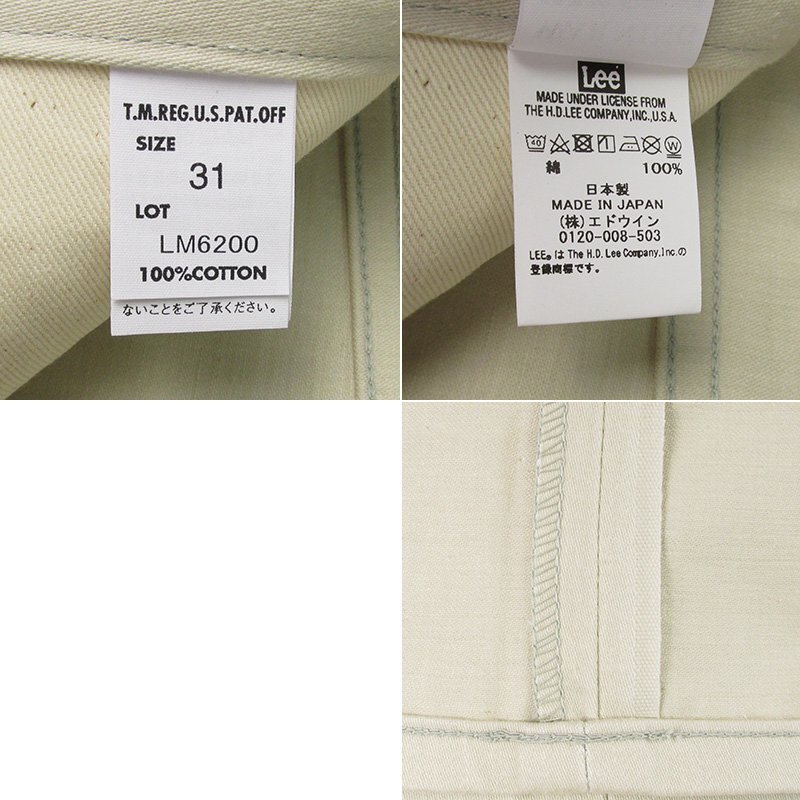 T.M.REG.U.S.PAT.OFF
SIZE
31
LOT
LM6200
100%COTTON
ないことをご了承ください。
Lee
MADE UNDER LICENSE FROM
THE H.D.LEE COMPANY,INC.,U.S.A.
40
綿 100%
日本製
MADE IN JAPAN
(株)エドウイン
0120-008-503
LEE®は The H.D. Lee Company,Inc.の
登録商標です。